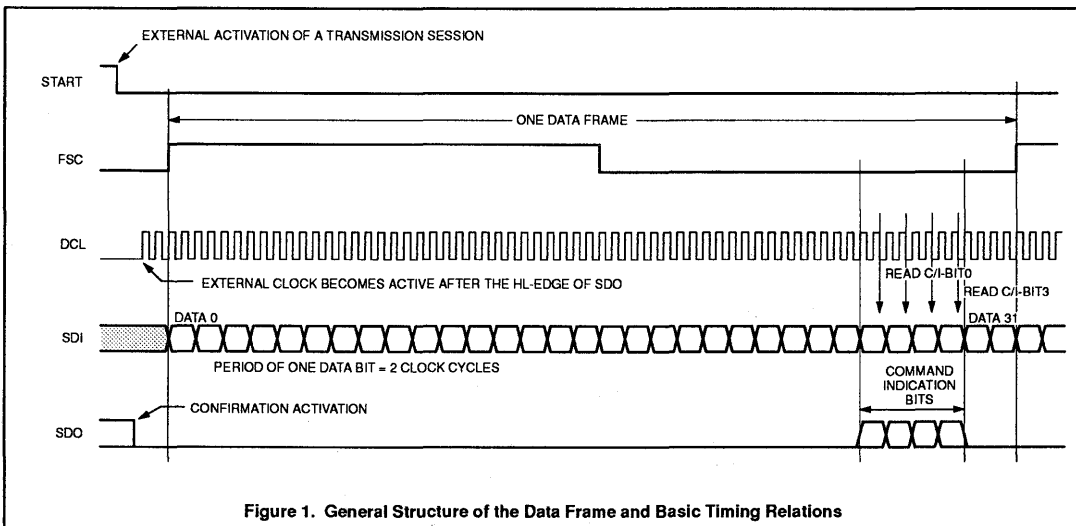 EXTERNAL ACTIVATION OF A TRANSMISSION SESSION
START
ONE DATA FRAME
FSC
DCL
READ C/I-BIT0
EXTERNAL CLOCK BECOMES ACTIVE AFTER THE HL-EDGE OF SDO
READ C/I-BIT3
DATA 0
DATA 31
SDI
PERIOD OF ONE DATA BIT = 2 CLOCK CYCLES
COMMAND
INDICATION
BITS
CONFIRMATION ACTIVATION
SDO
Figure 1. General Structure of the Data Frame and Basic Timing Relations